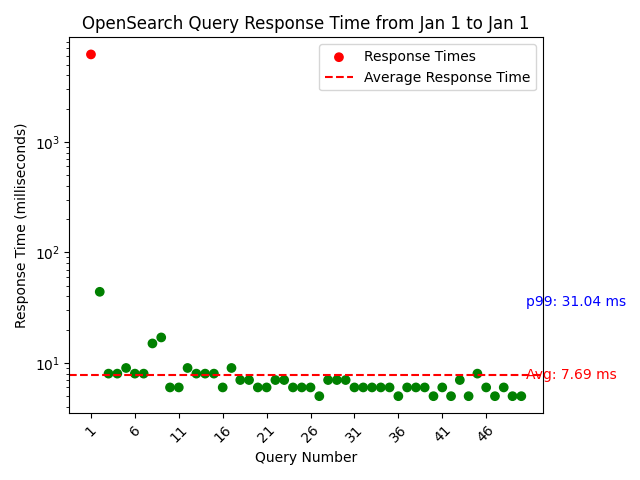 OpenSearch Query Response Time from Jan 1 to Jan 1
Response Times
Average Response Time
Response Time (milliseconds)
10³
10²
10¹
p99: 31.04 ms
Avg: 7.69 ms
1 6 11 16 21 26 31 36 41 46
Query Number